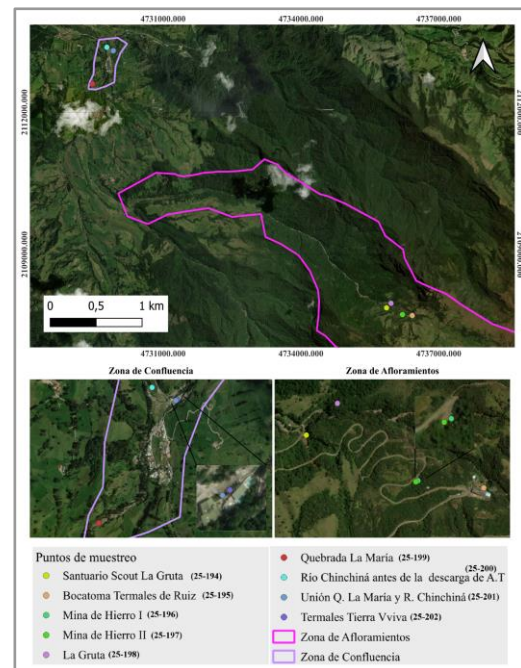 4731000.000 4734000.000 4737000.000
2112000.000
2112000.000
2109000.000
2109000.000
0 0,5 1 km
4731000.000 4734000.000 4737000.000
Zona de Confluencia Zona de Afloramientos
Puntos de muestreo
Santuario Scout La Gruta (25-194)
Bocatoma Termales de Ruiz (25-195)
Mina de Hierro I (25-196)
Mina de Hierro II (25-197)
La Gruta (25-198)
Quebrada La María (25-199)
Río Chinchiná antes de la descarga de A.T (25-200)
Unión Q. La María y R. Chinchiná (25-201)
Termales Tierra Vviva (25-202)
Zona de Afloramientos
Zona de Confluencia